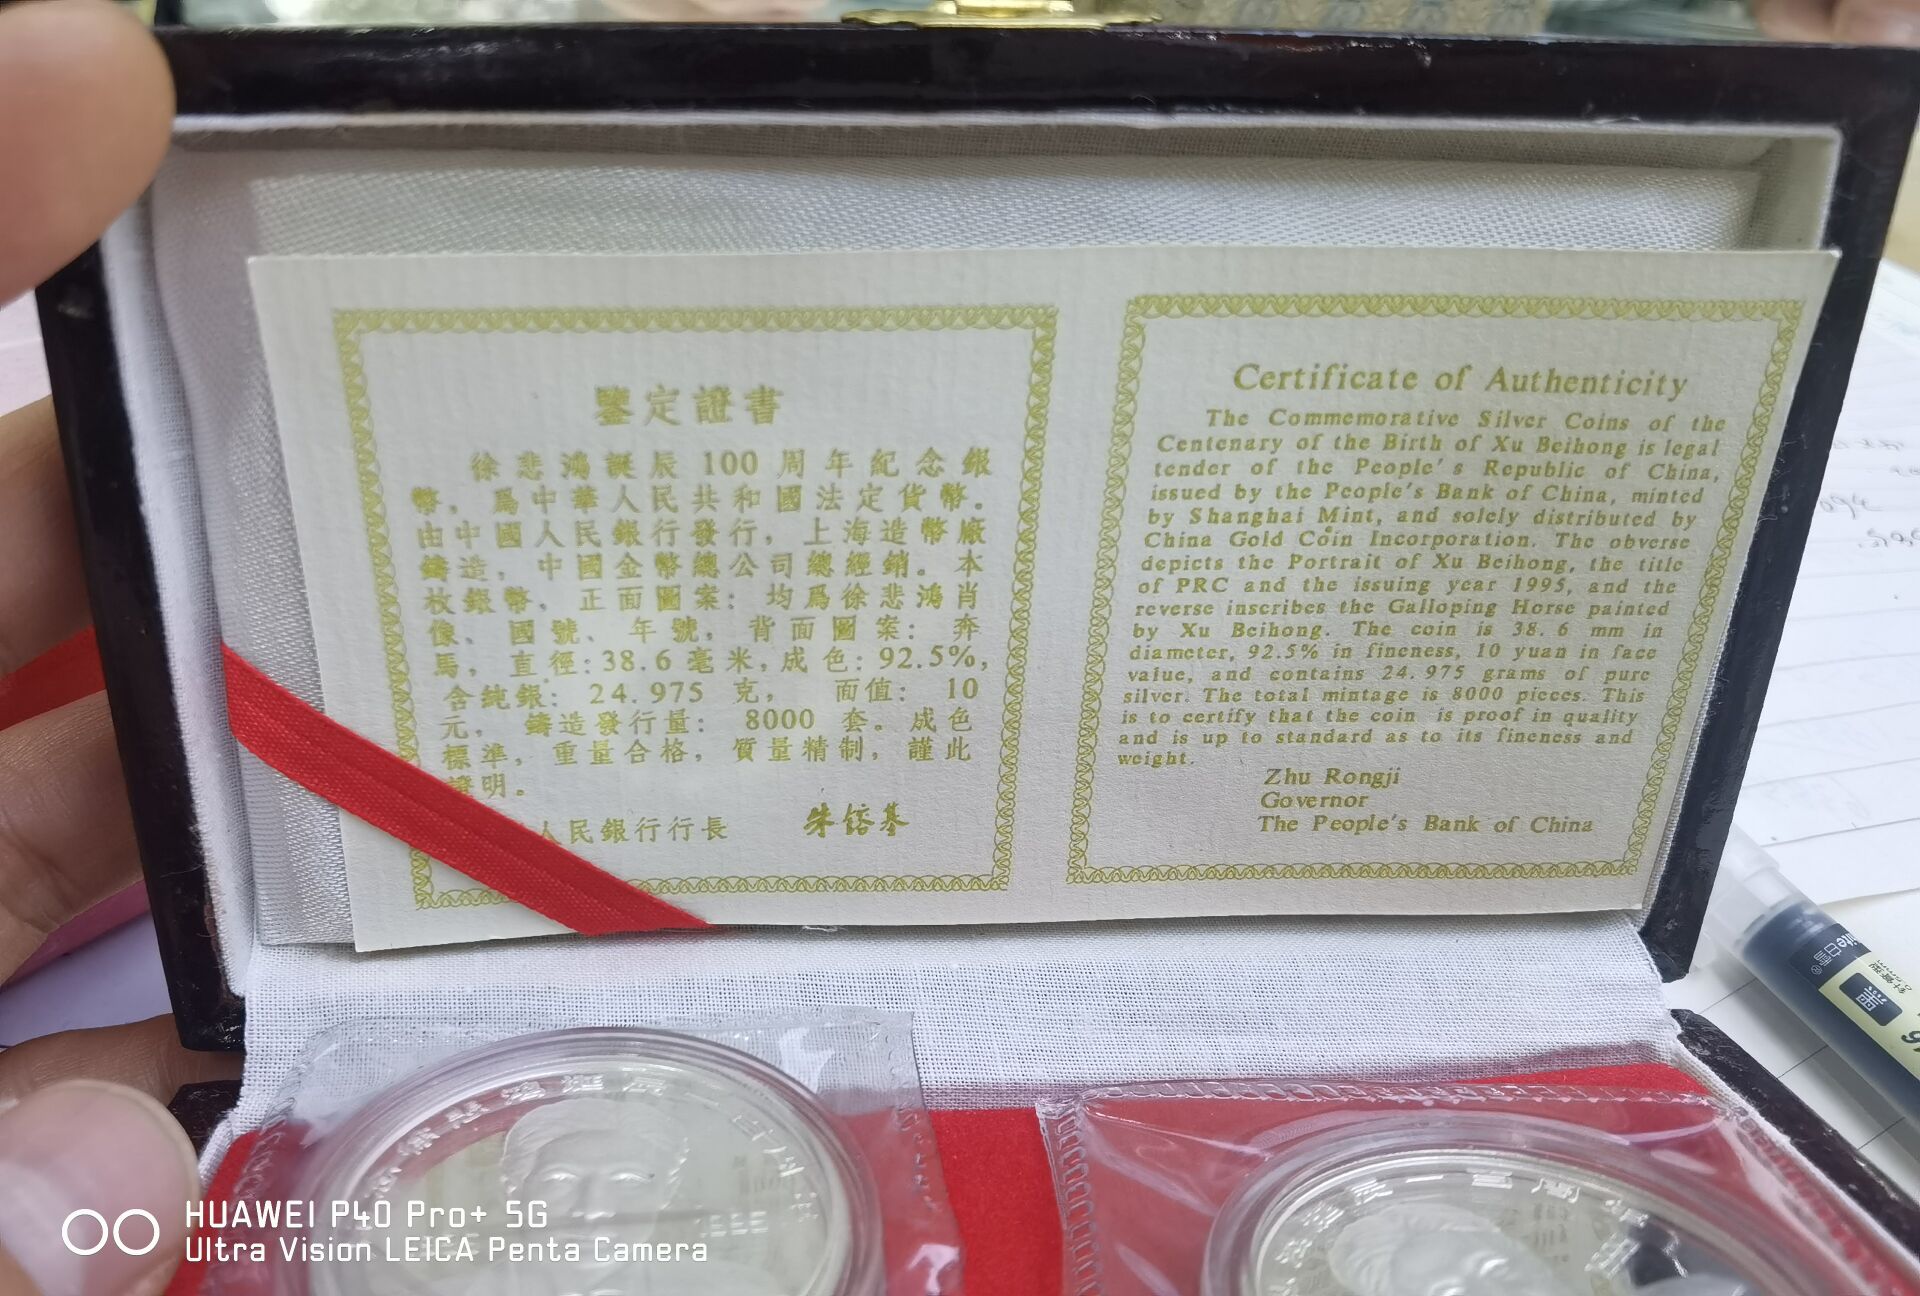 鑒定證書
徐悲鴻誕辰100周年紀念銀
幣，爲中華人民共和國法定貨幣。
由中國人民銀行發行，上海造幣廠
鑄造，中國金幣總公司總經銷。本
枚銀幣，正面圖案：均爲徐悲鴻肖
像、國號、年號，背面圖案：奔
馬，直徑:38.6毫米,成色:92.5%,
含純銀：24.975克，面值：10
元，鑄造發行量：8000套。成色
標準，重量合格，質量精制，謹此
證明。
人民銀行行長 朱鎔基
Certificate of Authenticity
The Commemorative Silver Coins of the
Centenary of the Birth of Xu Beihong is legal
tender of the People's Republic of China,
issued by the People's Bank of China, minted
by Shanghai Mint, and solely distributed by
China Gold Coin Incorporation. The obverse
depicts the Portrait of Xu Beihong, the title
of PRC and the issuing year 1995, and the
reverse inscribes the Galloping Horse painted
by Xu Beihong. The coin is 38.6 mm in
diameter, 92.5% in fineness, 10 yuan in face
value, and contains 24.975 grams of pure
silver. The total mintage is 8000 pieces. This
is to certify that the coin is proof in quality
and is up to standard as to its fineness and
weight.
Zhu Rongji
Governor
The People's Bank of China
HUAWEI P40 Pro+ 5G
Ultra Vision LEICA Penta Camera